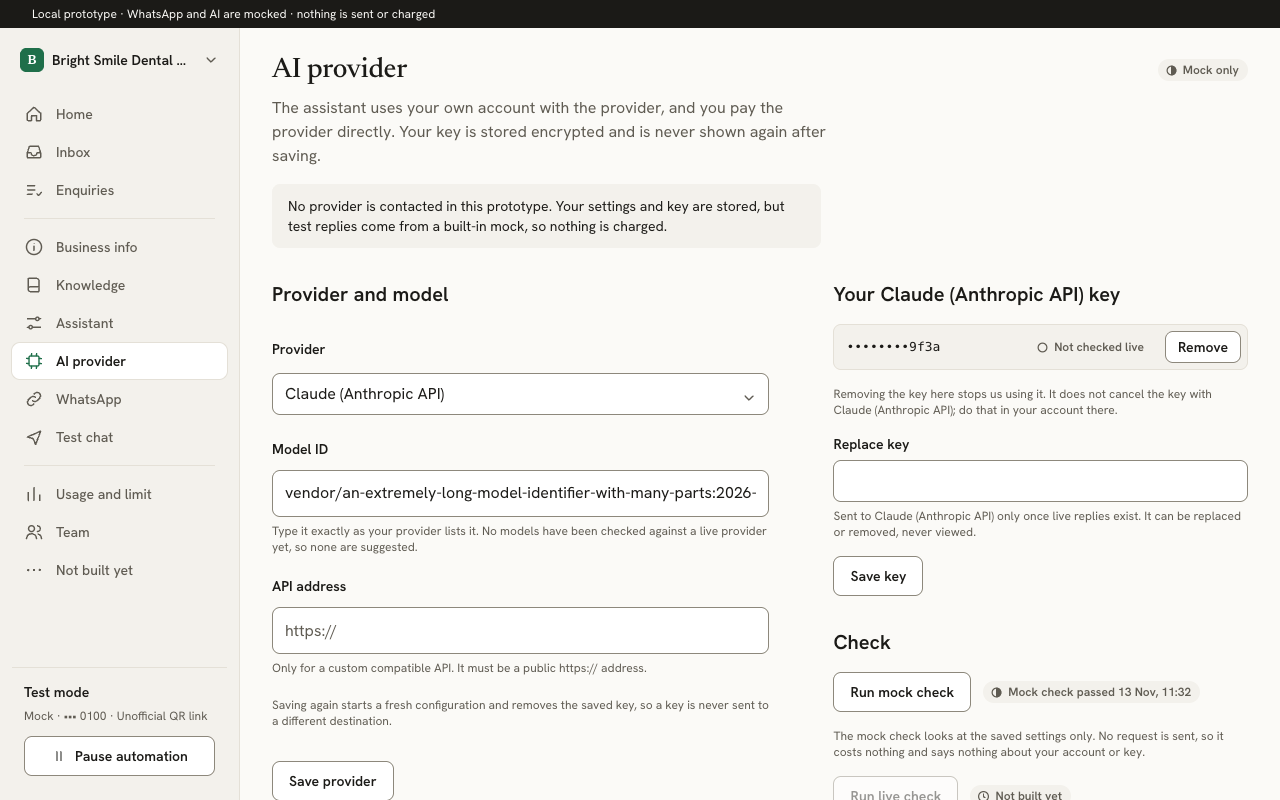 Local prototype · WhatsApp and AI are mocked · nothing is sent or charged
B
Bright Smile Dental ...
Home
Inbox
Enquiries
Business info
Knowledge
Assistant
AI provider
WhatsApp
Test chat
Usage and limit
Team
Not built yet
Test mode
Mock · ••• 0100 · Unofficial QR link
Pause automation
AI provider
Mock only
The assistant uses your own account with the provider, and you pay the
provider directly. Your key is stored encrypted and is never shown again after
saving.
No provider is contacted in this prototype. Your settings and key are stored, but
test replies come from a built-in mock, so nothing is charged.
Provider and model
Provider
Claude (Anthropic API)
Model ID
vendor/an-extremely-long-model-identifier-with-many-parts:2026-
Type it exactly as your provider lists it. No models have been checked against a live provider
yet, so none are suggested.
API address
https://
Only for a custom compatible API. It must be a public https:// address.
Saving again starts a fresh configuration and removes the saved key, so a key is never sent to
a different destination.
Save provider
Your Claude (Anthropic API) key
••••••••9f3a
Not checked live
Remove
Removing the key here stops us using it. It does not cancel the key with
Claude (Anthropic API); do that in your account there.
Replace key
Sent to Claude (Anthropic API) only once live replies exist. It can be replaced
or removed, never viewed.
Save key
Check
Run mock check
Mock check passed 13 Nov, 11:32
The mock check looks at the saved settings only. No request is sent, so it
costs nothing and says nothing about your account or key.
Run live check
Not built yet